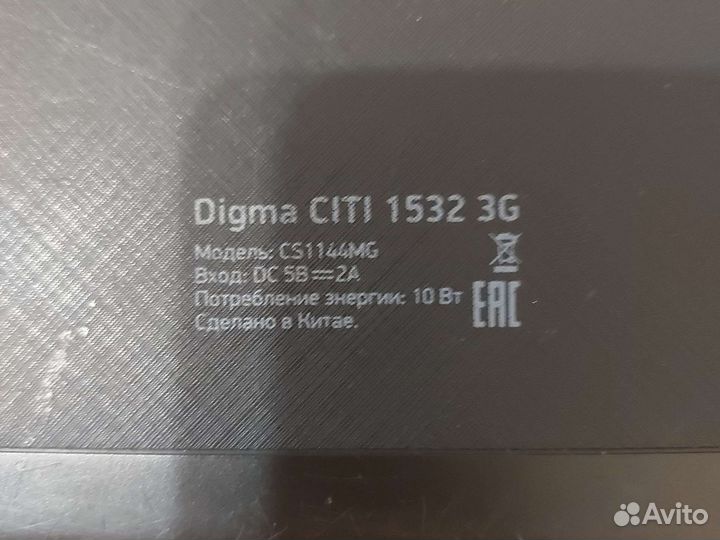 Digma CITI 1532 3G
Модель: CS1144MG
Вход: DC 5В⎓2А
Потребление энергии: 10 Вт
Сделано в Китае.
EAC
Avito